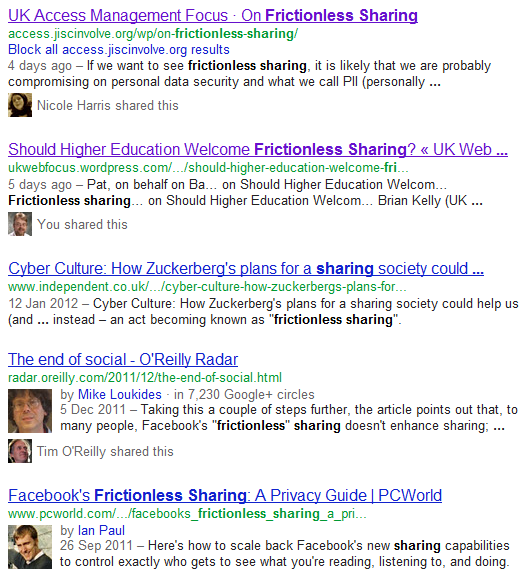 UK Access Management Focus · On Frictionless Sharing
access.jiscinvolve.org/wp/on-frictionless-sharing/
Block all access.jiscinvolve.org results
4 days ago – If we want to see frictionless sharing, it is likely that we are probably
compromising on personal data security and what we call PII (personally ...
Nicole Harris shared this
Should Higher Education Welcome Frictionless Sharing? « UK Web ...
ukwebfocus.wordpress.com/.../should-higher-education-welcome-fri...
5 days ago – Pat, on behalf on Ba... on Should Higher Education Welcom...
Frictionless sharing... on Should Higher Education Welcom... Brian Kelly (UK ...
You shared this
Cyber Culture: How Zuckerberg's plans for a sharing society could ...
www.independent.co.uk/.../cyber-culture-how-zuckerbergs-plans-for...
12 Jan 2012 – Cyber Culture: How Zuckerberg's plans for a sharing society could help us
(and ... instead – an act becoming known as "frictionless sharing".
The end of social - O'Reilly Radar
radar.oreilly.com/2011/12/the-end-of-social.html
by Mike Loukides · in 7,230 Google+ circles
5 Dec 2011 – Taking this a couple of steps further, the article points out that, to
many people, Facebook's "frictionless" sharing doesn't enhance sharing; ...
Tim O'Reilly shared this
Facebook's Frictionless Sharing: A Privacy Guide | PCWorld
www.pcworld.com/.../facebooks_frictionless_sharing_a_pri...
by Ian Paul
26 Sep 2011 – Here's how to scale back Facebook's new sharing capabilities
to control exactly who gets to see what you're reading, listening to, and doing.